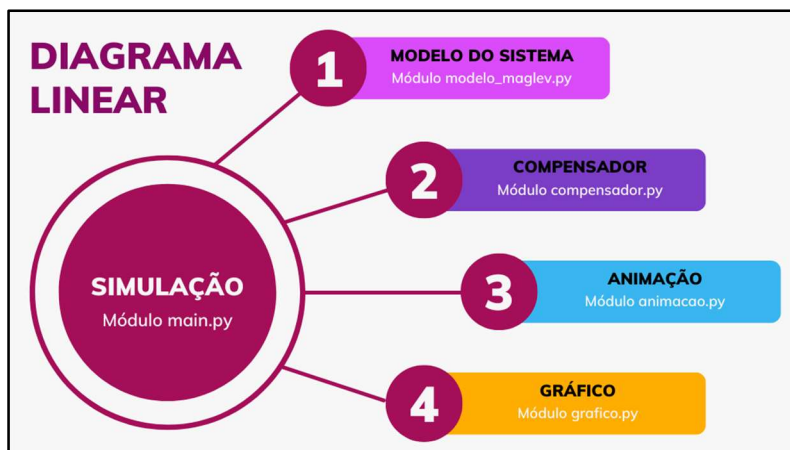 DIAGRAMA
LINEAR
1
MODELO DO SISTEMA
Módulo modelo_maglev.py
2
COMPENSADOR
Módulo compensador.py
SIMULAÇÃO
Módulo main.py
3
ANIMAÇÃO
Módulo animacao.py
4
GRÁFICO
Módulo grafico.py